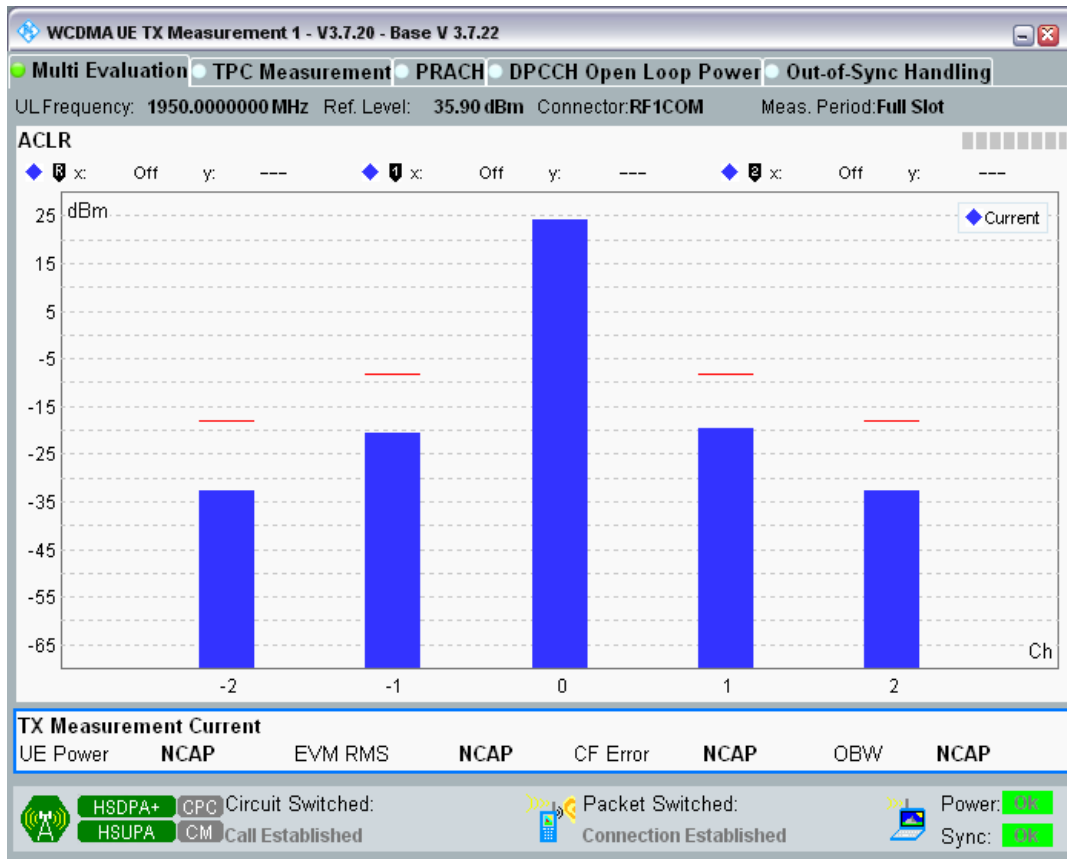 WCDMA UE TX Measurement 1 - V3.7.20 - Base V 3.7.22
Multi Evaluation TPC Measurement PRACH DPCCH Open Loop Power Out-of-Sync Handling
UL Frequency: 1950.0000000 MHz Ref. Level: 35.90 dBm Connector:RF1COM Meas. Period:Full Slot
ACLR
R x: Off y: --- 1 x: Off y: --- 2 x: Off y: ---
dBm
Current
25
15
5
-5
-15
-25
-35
-45
-55
-65
Ch
-2 -1 0 1 2
TX Measurement Current
UE Power NCAP EVM RMS NCAP CF Error NCAP OBW NCAP
HSDPA+ CPC Circuit Switched: Packet Switched: Power: Ok
HSUPA CM Call Established Connection Established Sync: Ok